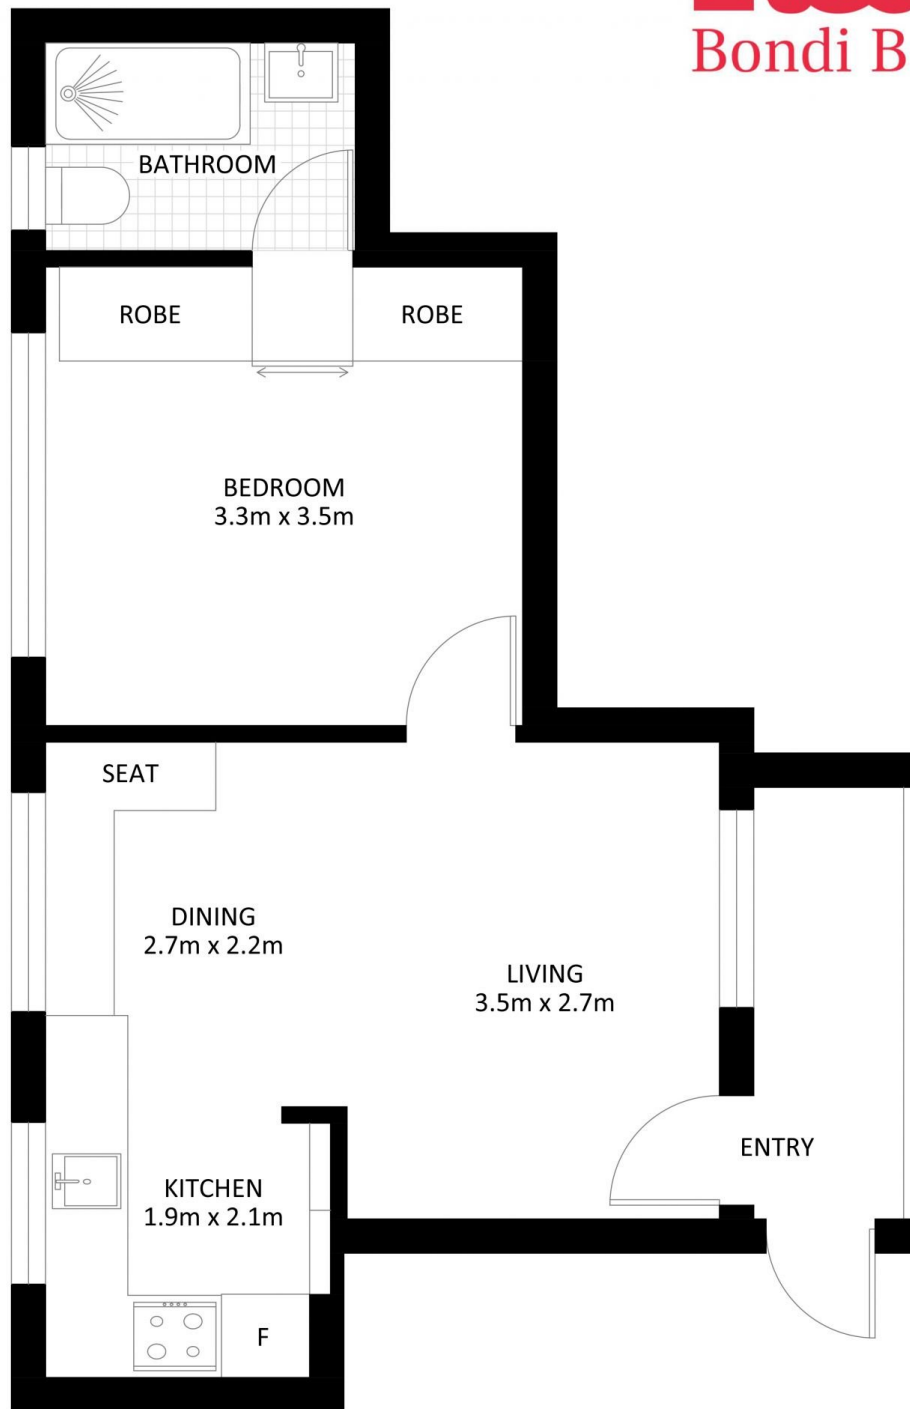 Bondi B
BATHROOM
ROBE
ROBE
BEDROOM
3.3m x 3.5m
SEAT
DINING
2.7m x 2.2m
LIVING
3.5m x 2.7m
ENTRY
KITCHEN
1.9m x 2.1m
F